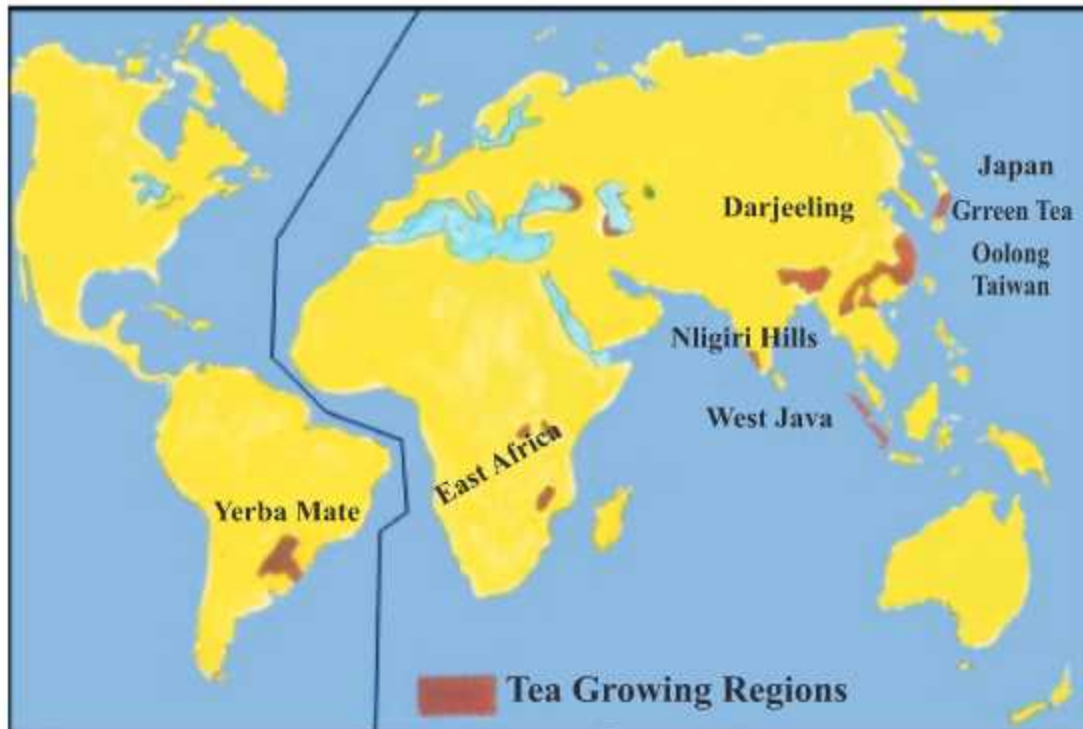 Japan
Darjeeling
Grreen Tea
Oolong
Taiwan
Nligiri Hills
West Java
East Africa
Yerba Mate
Tea Growing Regions